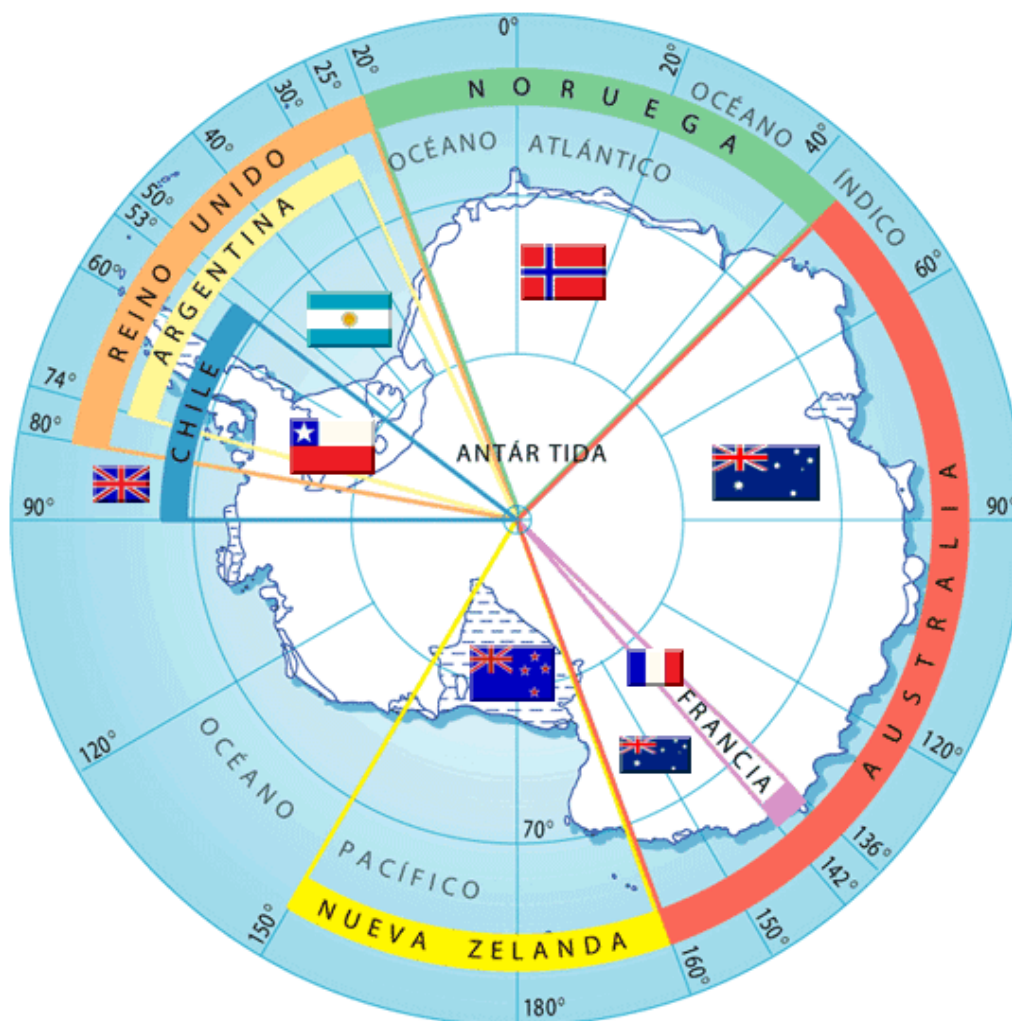 0°
20°
OCÉANO
40°
ÍNDICO
60°
90°
120°
136°
142°
150°
160°
180°
150°
120°
90°
80°
74°
60°
53°
50°
40°
30°
25°
20°
NORUEGA
OCÉANO ATLÁNTICO
REINO UNIDO
ARGENTINA
CHILE
ANTÁR TIDA
AUSTRALIA
FRANCIA
70°
OCÉANO
PACÍFICO
NUEVA ZELANDA